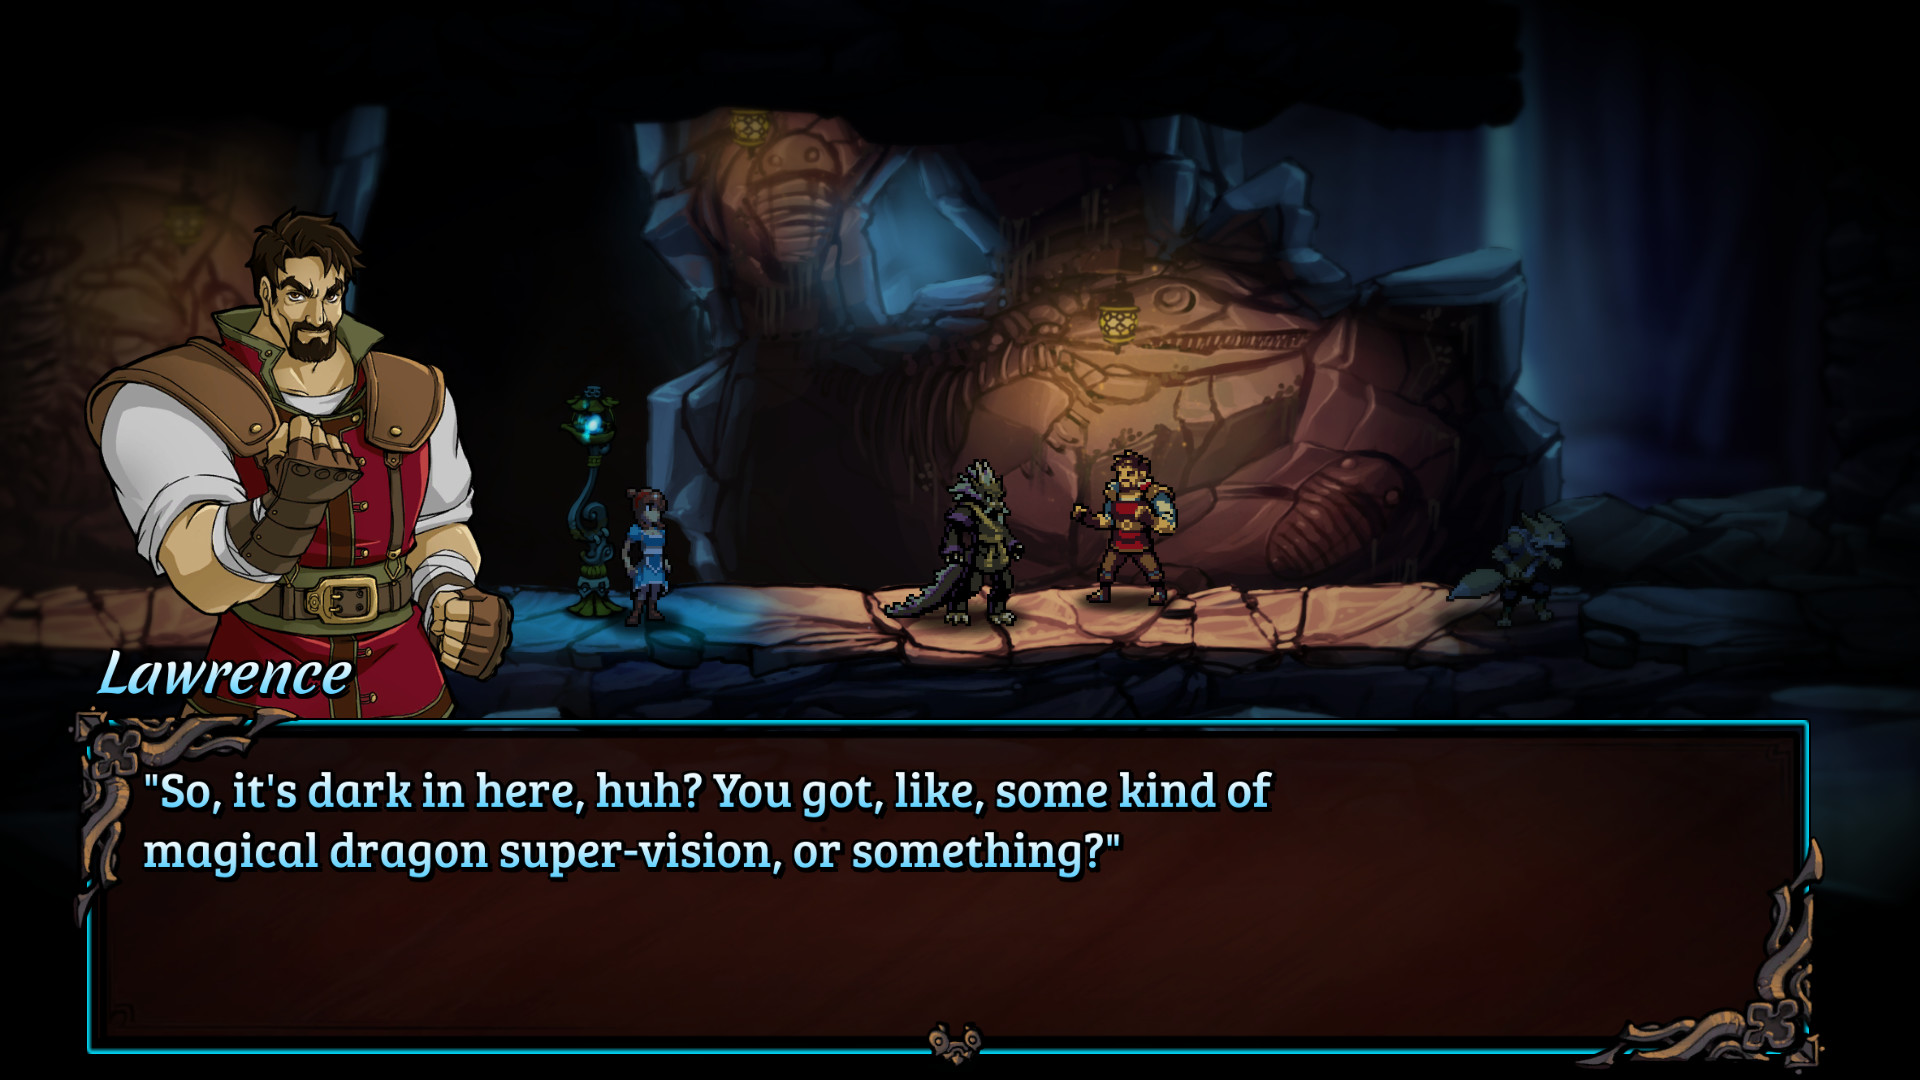 Lawrence
"So, it's dark in here, huh? You got, like, some kind of
magical dragon super-vision, or something?"